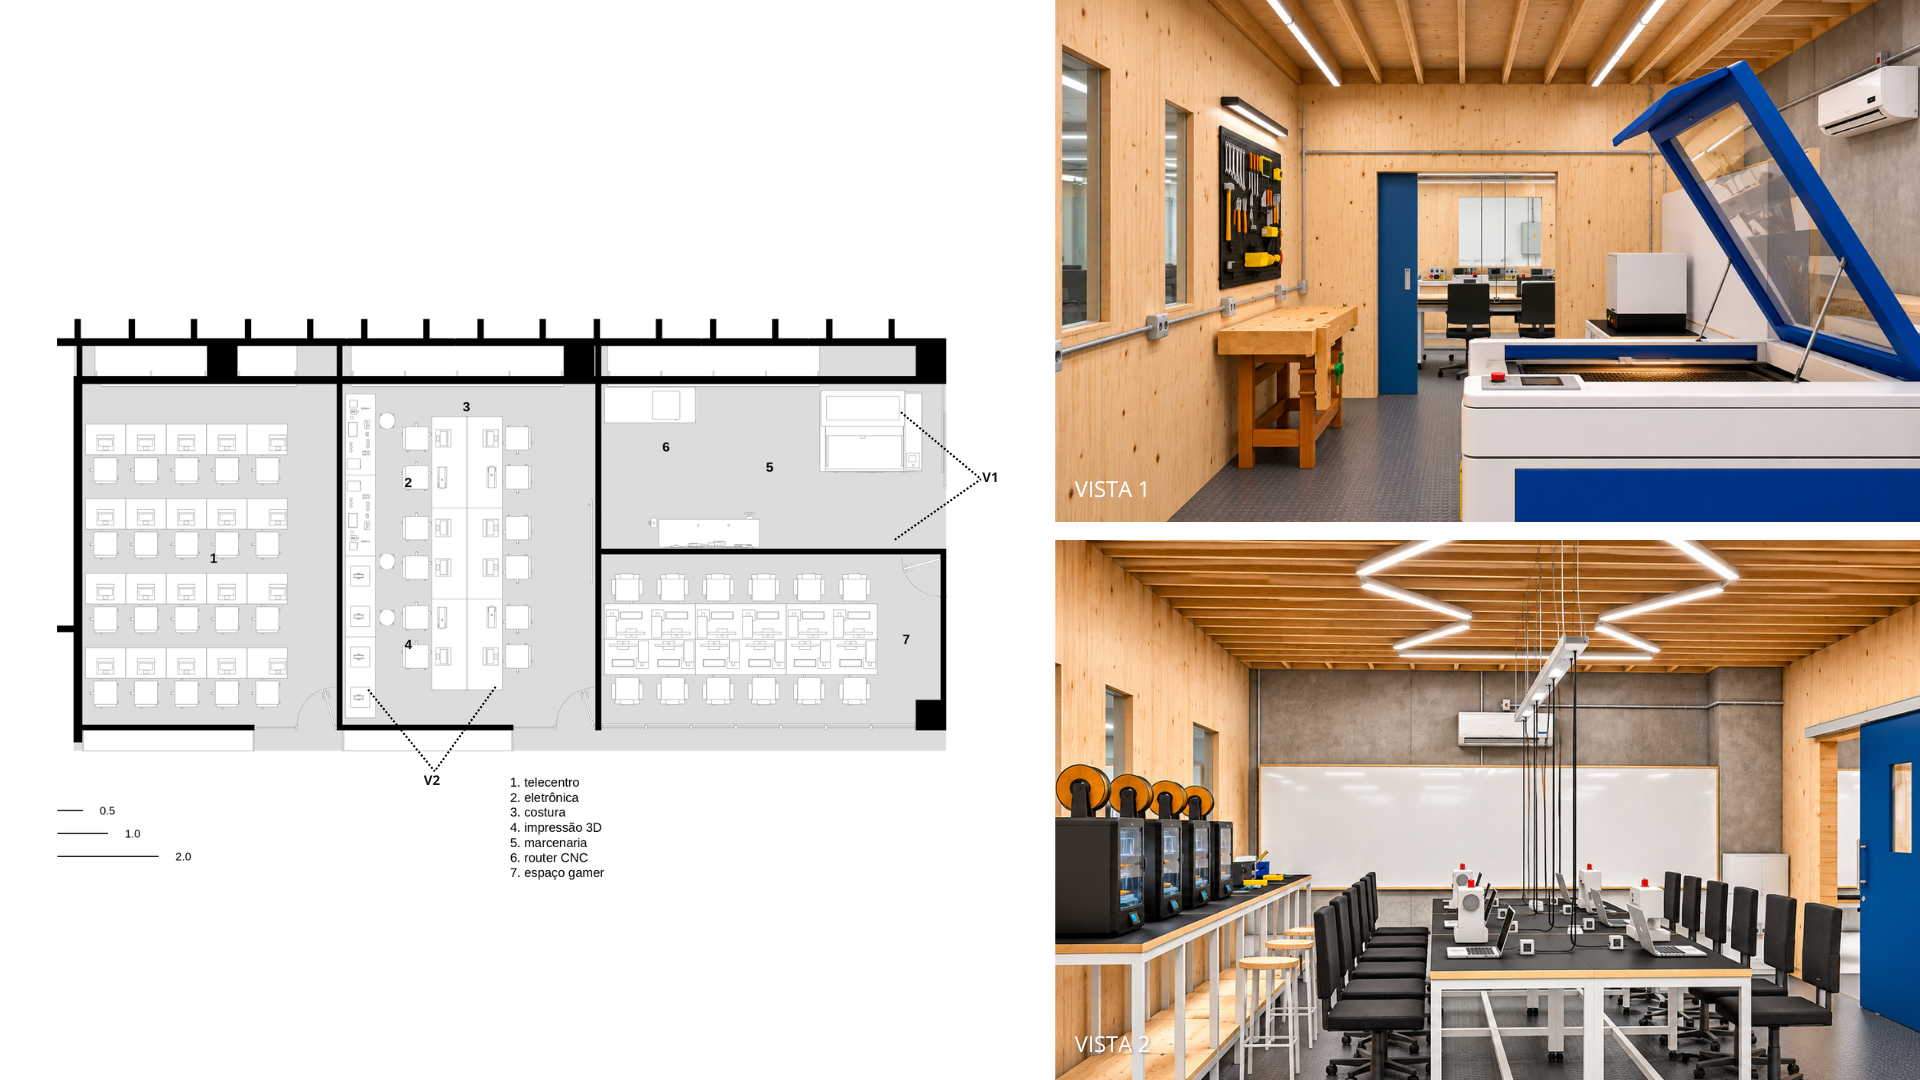 3
2
1
4
6
5
7
V1
V2
0.5
1.0
2.0
1. telecentro
2. eletrônica
3. costura
4. impressão 3D
5. marcenaria
6. router CNC
7. espaço gamer
VISTA 1
VISTA 2